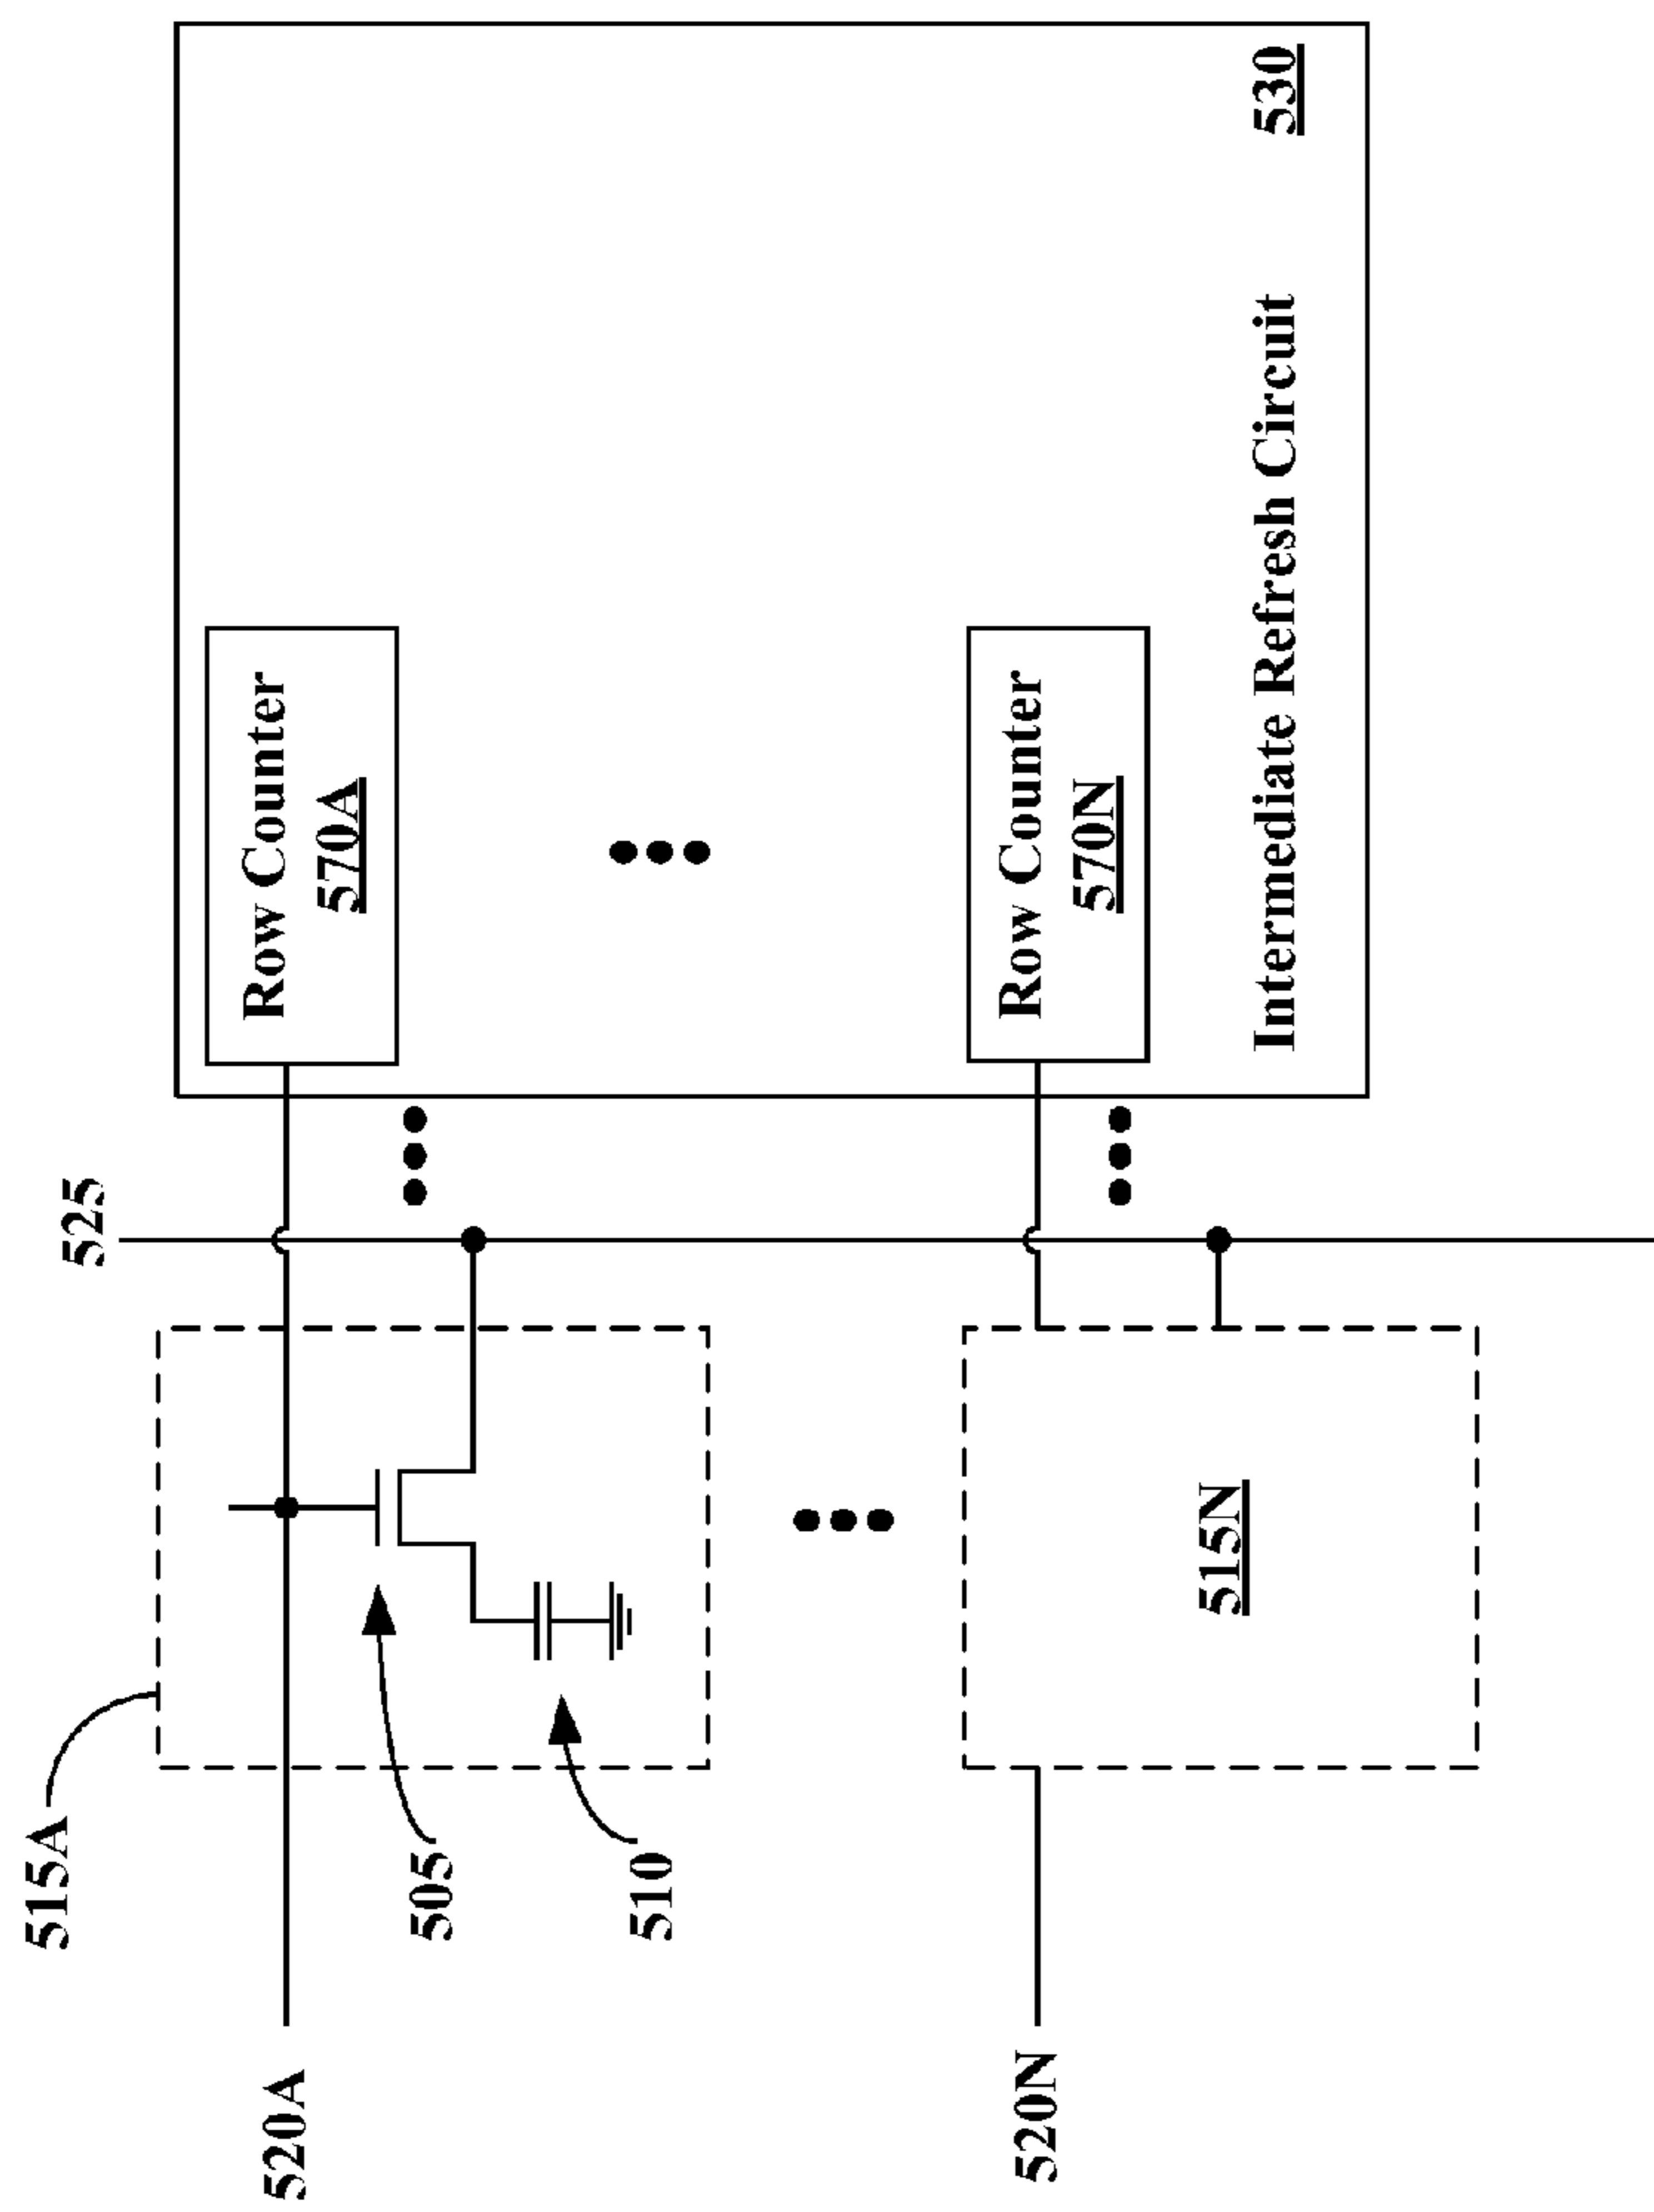 515A
525
520A
505
510
Row Counter
570A
520N
515N
Row Counter
570N
Intermediate Refresh Circuit
530